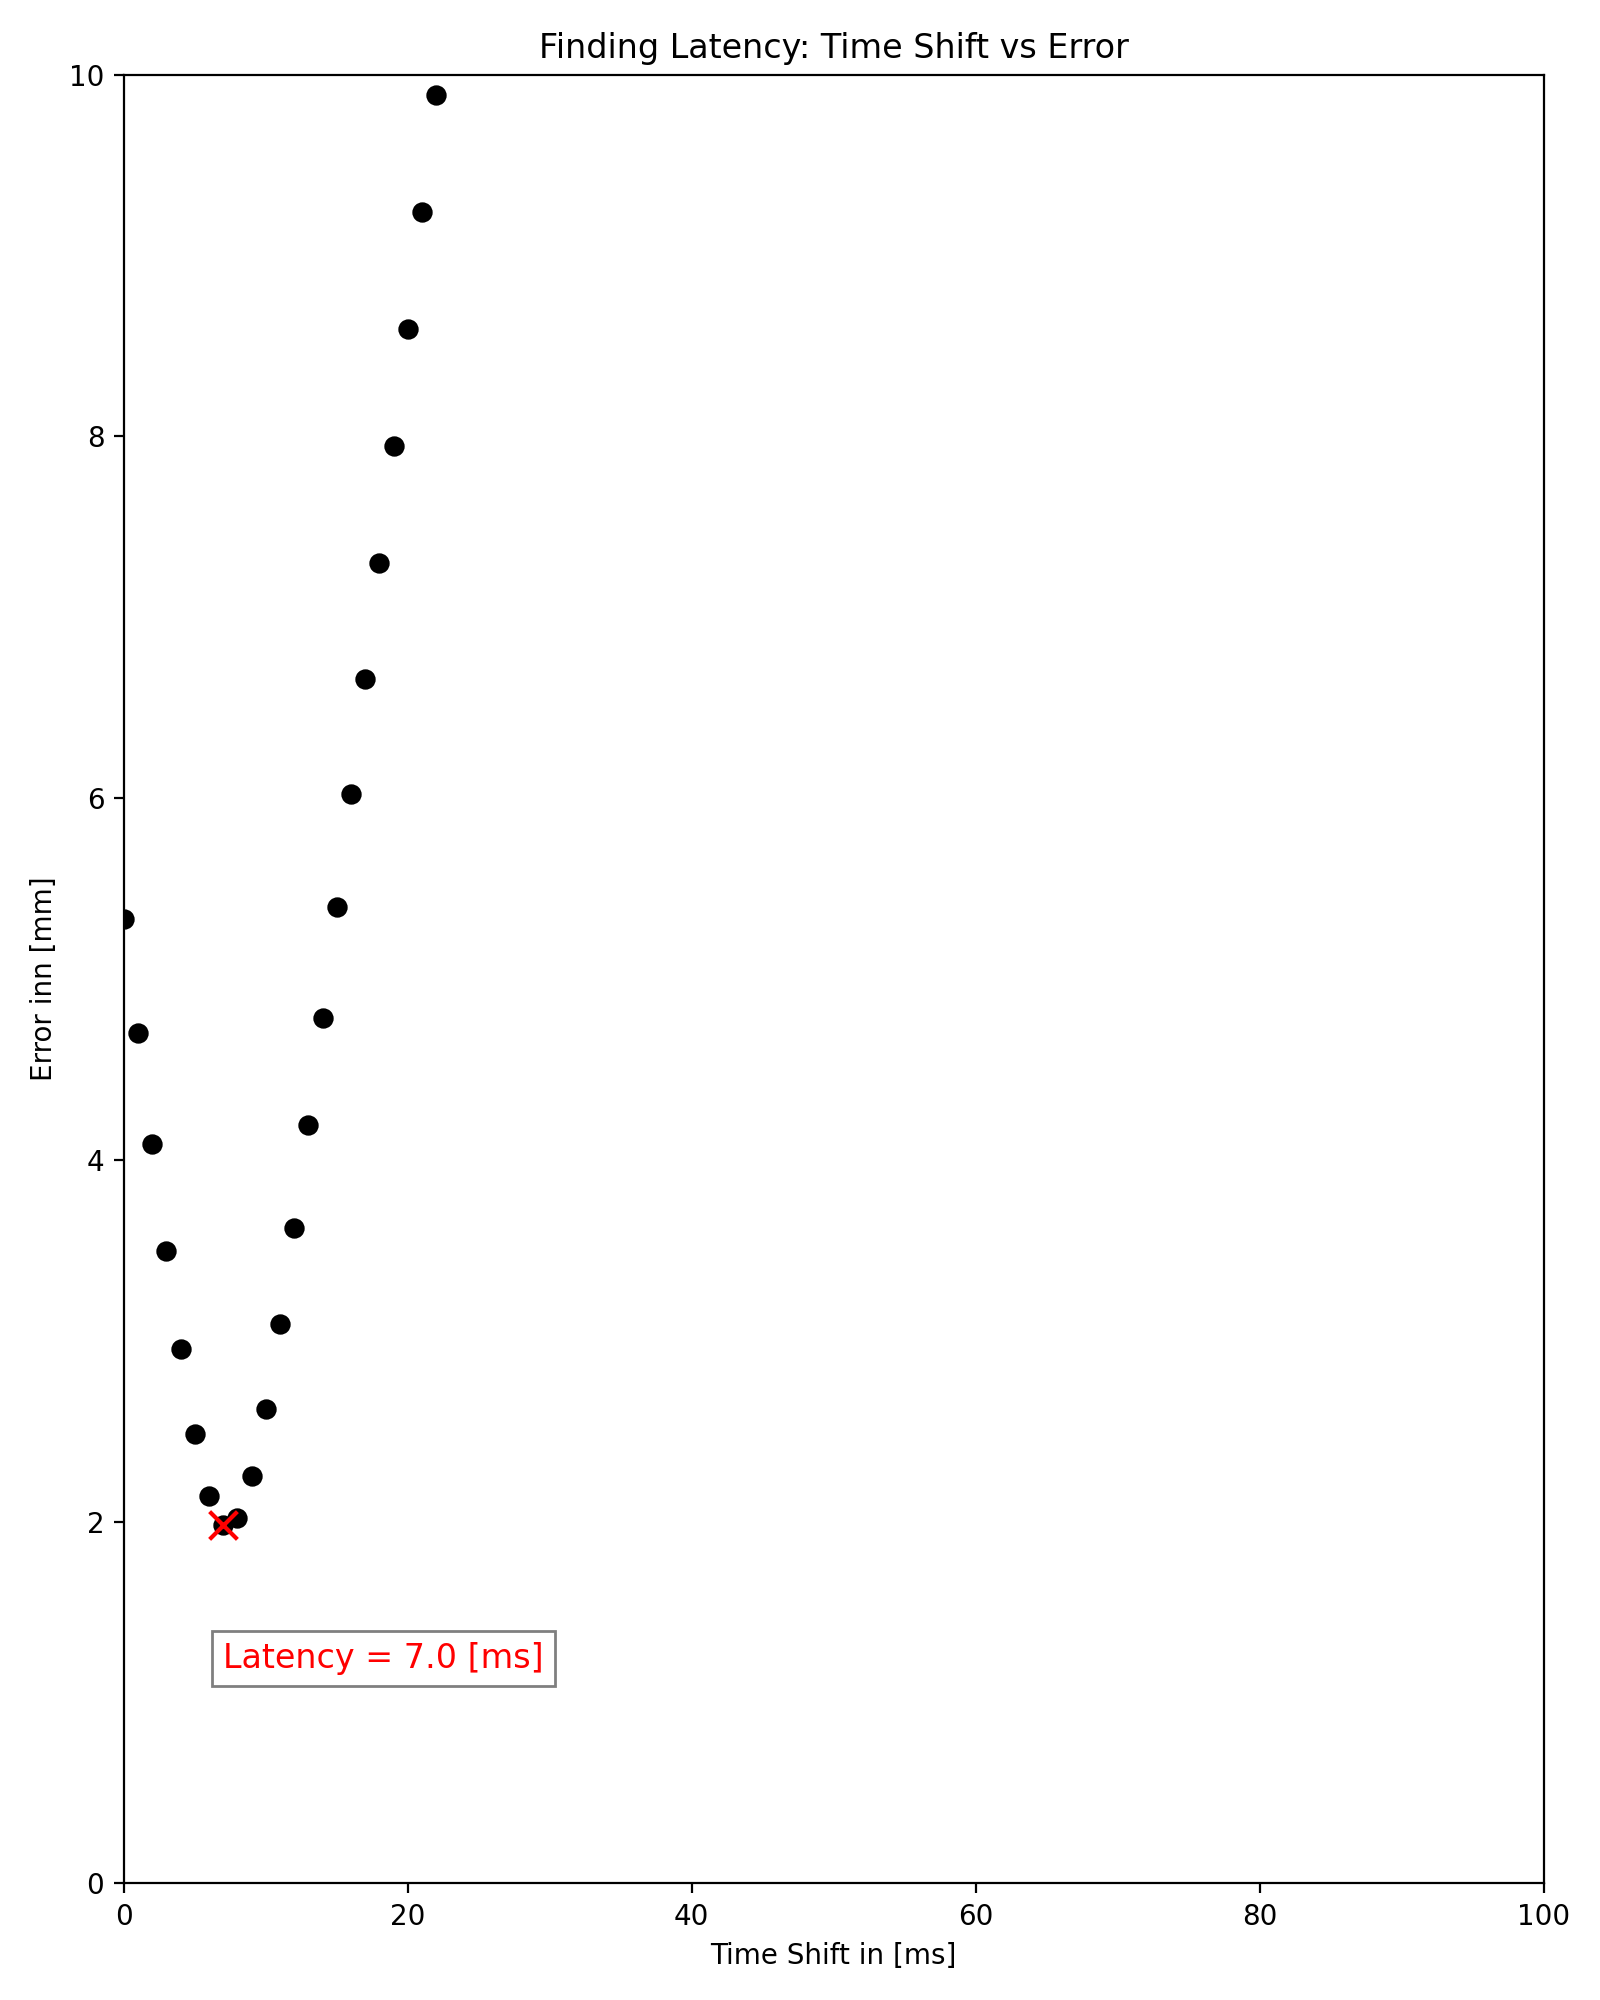 Finding Latency: Time Shift vs Error
10
8
6
4
2
0
Error inn [mm]
Latency = 7.0 [ms]
0 20 40 60 80 100
Time Shift in [ms]